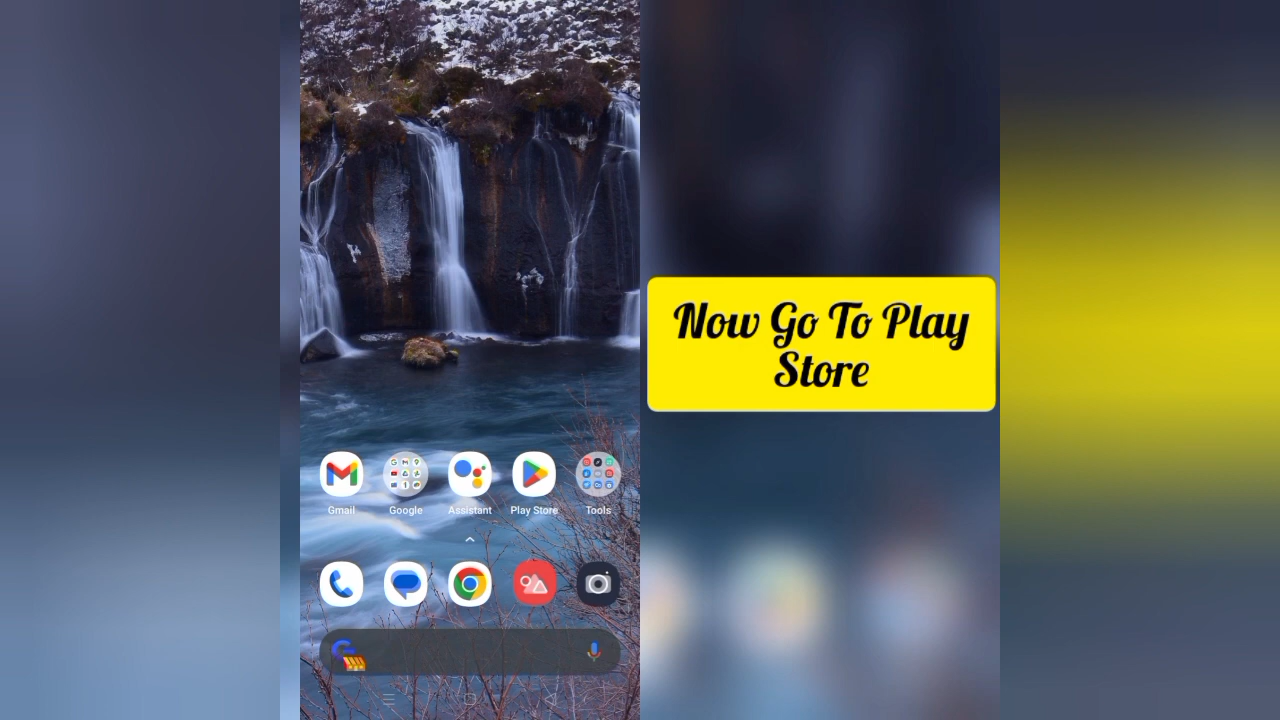 Now Go To Play
Store
Gmail
Google
Assistant
Play Store
Tools